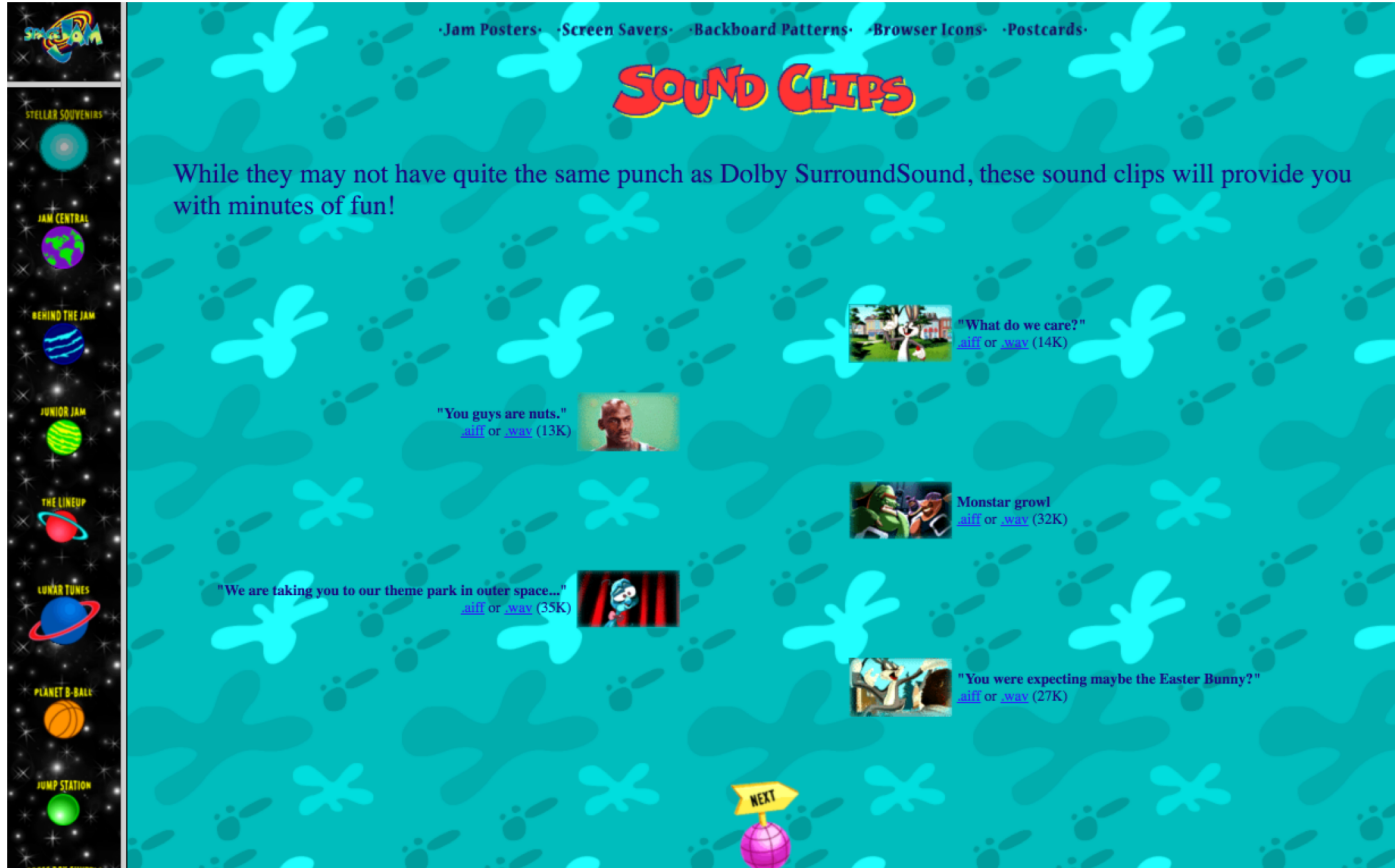 SPACE JAM
·Jam Posters· ·Screen Savers· ·Backboard Patterns· ·Browser Icons· ·Postcards·
SOUND CLIPS
While they may not have quite the same punch as Dolby SurroundSound, these sound clips will provide you
with minutes of fun!
"What do we care?"
.aiff or .wav (14K)
"You guys are nuts."
.aiff or .wav (13K)
Monstar growl
.aiff or .wav (32K)
"We are taking you to our theme park in outer space..."
.aiff or .wav (35K)
"You were expecting maybe the Easter Bunny?"
.aiff or .wav (27K)
NEXT
STELLAR SOUVENIRS
JAM CENTRAL
BEHIND THE JAM
JUNIOR JAM
THE LINEUP
LUNAR TUNES
PLANET B-BALL
JUMP STATION